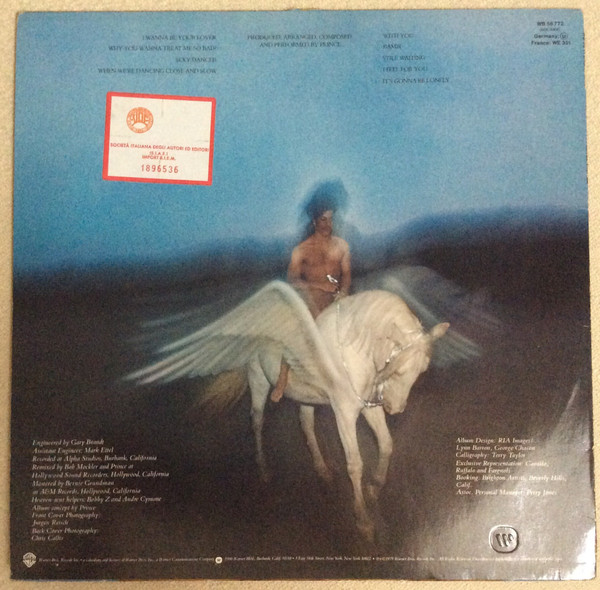 I WANNA BE YOUR LOVER
WHY YOU WANNA TREAT ME SO BAD?
SEXY DANCER
WHEN WE'RE DANCING CLOSE AND SLOW
PRODUCED, ARRANGED, COMPOSED
AND PERFORMED BY PRINCE
WITH YOU
BAMBI
STILL WAITING
I FEEL FOR YOU
IT'S GONNA BE LONELY
WB 56 772
Germany:
France: WE 351
SOCIETÀ ITALIANA DEGLI AUTORI ED EDITORI
(S.I.A.E.)
IMPORT S.I.E.M.
1896536
Engineered by Gary Brandt
Assistant Engineer: Mark Ettel
Recorded at Alpha Studios, Burbank, California
Remixed by Bob Mockler and Prince at
Hollywood Sound Recorders, Hollywood, California
Mastered by Bernie Grundman
at A&M Records, Hollywood, California
Heaven-sent helpers: Bobby Z and Andre Cymone
Album concept by Prince
Front Cover Photography:
Jurgen Reisch
Back Cover Photography:
Chris Callis
Album Design: RIA Images:
Lynn Barron, George Chacon
Calligraphy: Terry Taylor
Exclusive Representation: Cavallo,
Ruffalo and Fargnoli
Booking: Brighton Artists, Beverly Hills,
Calif.
Assoc. Personal Manager: Perry Jones